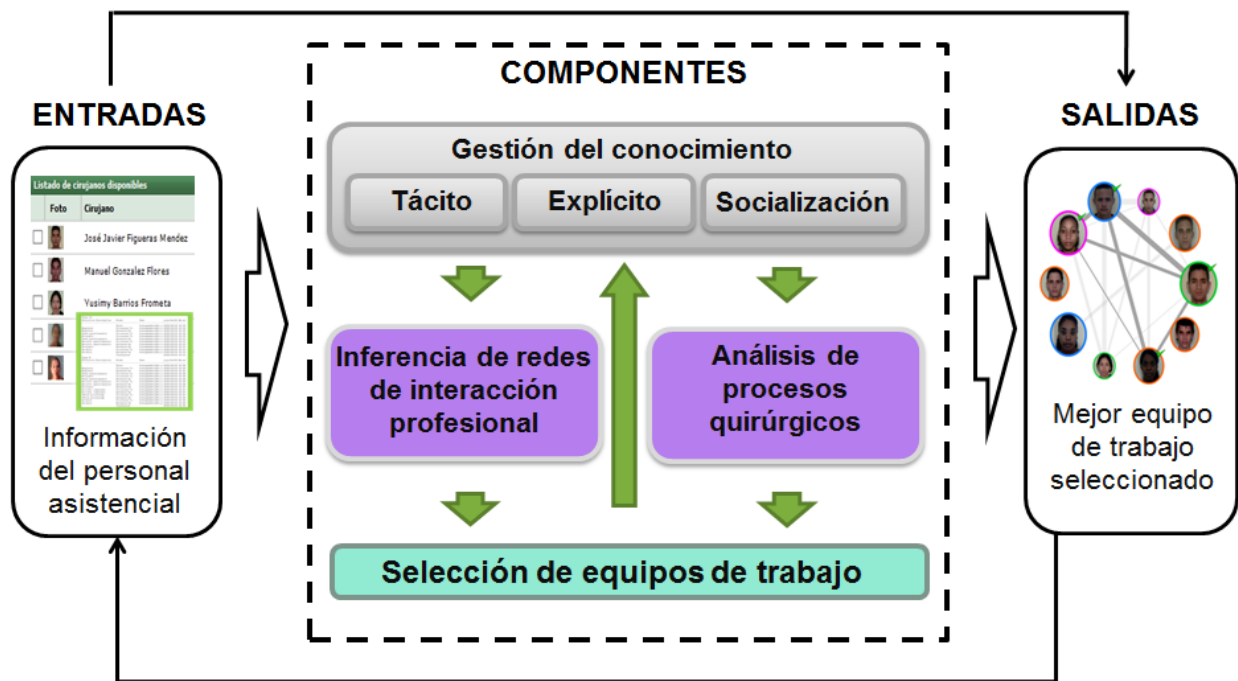 COMPONENTES
ENTRADAS
Listado de cirujanos disponibles
Foto Cirujano
José Javier Figueras Mendez
Manuel Gonzalez Flores
Yusimy Barrios Frometa
Información
del personal
asistencial
Gestión del conocimiento
Tácito Explícito Socialización
Inferencia de redes
de interacción
profesional
Análisis de
procesos
quirúrgicos
Selección de equipos de trabajo
SALIDAS
Mejor equipo
de trabajo
seleccionado